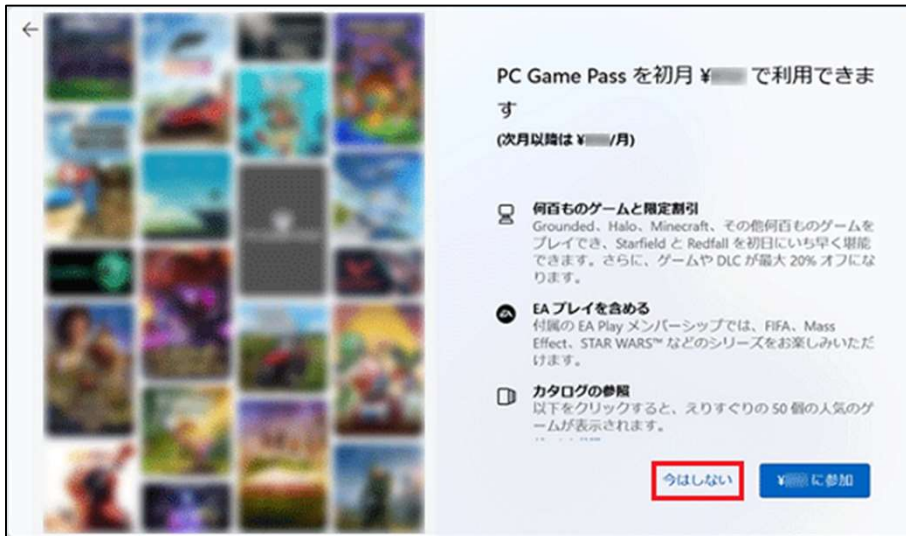 PC Game Pass を初月 ¥ で利用できま
す
(次月以降は ¥ /月)
何百ものゲームと限定割引
Grounded、Halo、Minecraft、その他何百ものゲームを
プレイでき、Starfield と Redfall を初日にいち早く堪能
できます。さらに、ゲームや DLC が最大 20% オフにな
ります。
EA プレイを含める
付属の EA Play メンバーシップでは、FIFA、Mass
Effect、STAR WARS™ などのシリーズをお楽しみいただ
けます。
カタログの参照
以下をクリックすると、えりすぐりの 50 個の人気のゲ
ームが表示されます。
今はしない
¥ に参加